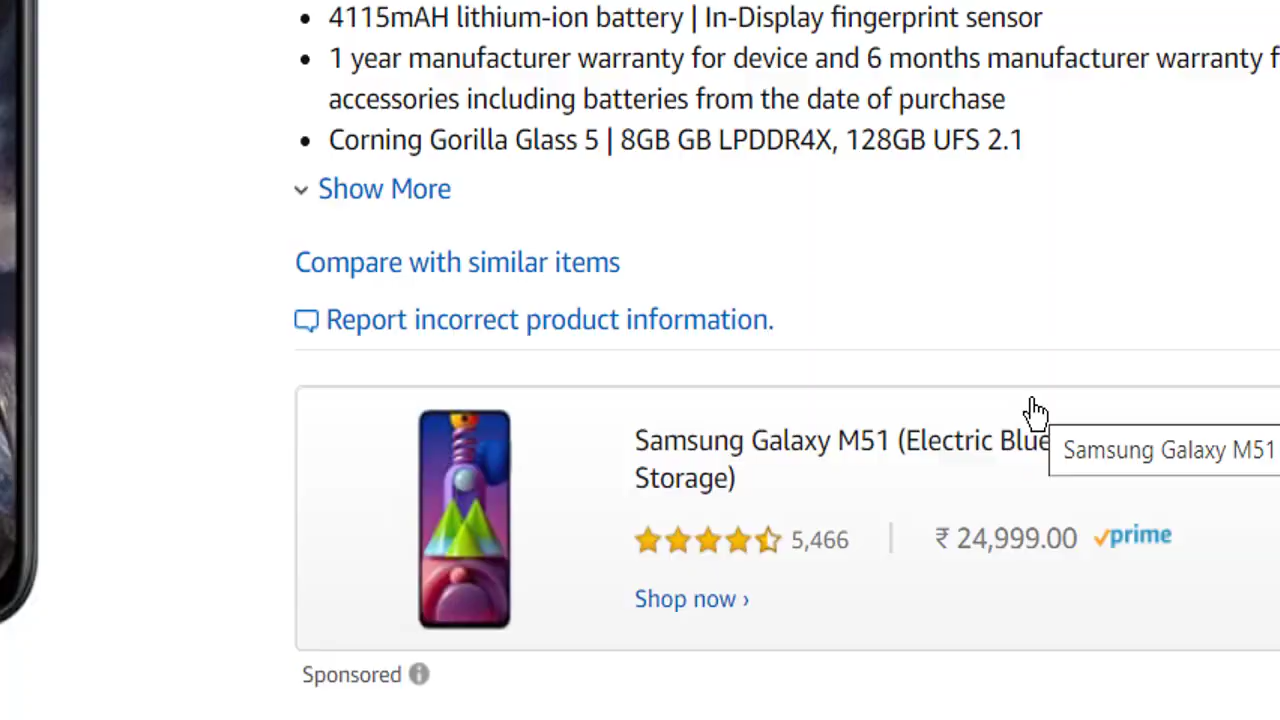 4115mAH lithium-ion battery | In-Display fingerprint sensor
1 year manufacturer warranty for device and 6 months manufacturer warranty f
accessories including batteries from the date of purchase
Corning Gorilla Glass 5 | 8GB GB LPDDR4X, 128GB UFS 2.1
Show More
Compare with similar items
Report incorrect product information.
Samsung Galaxy M51 (Electric Blue
Samsung Galaxy M51
Storage)
5,466 | ₹ 24,999.00 prime
Shop now ›
Sponsored